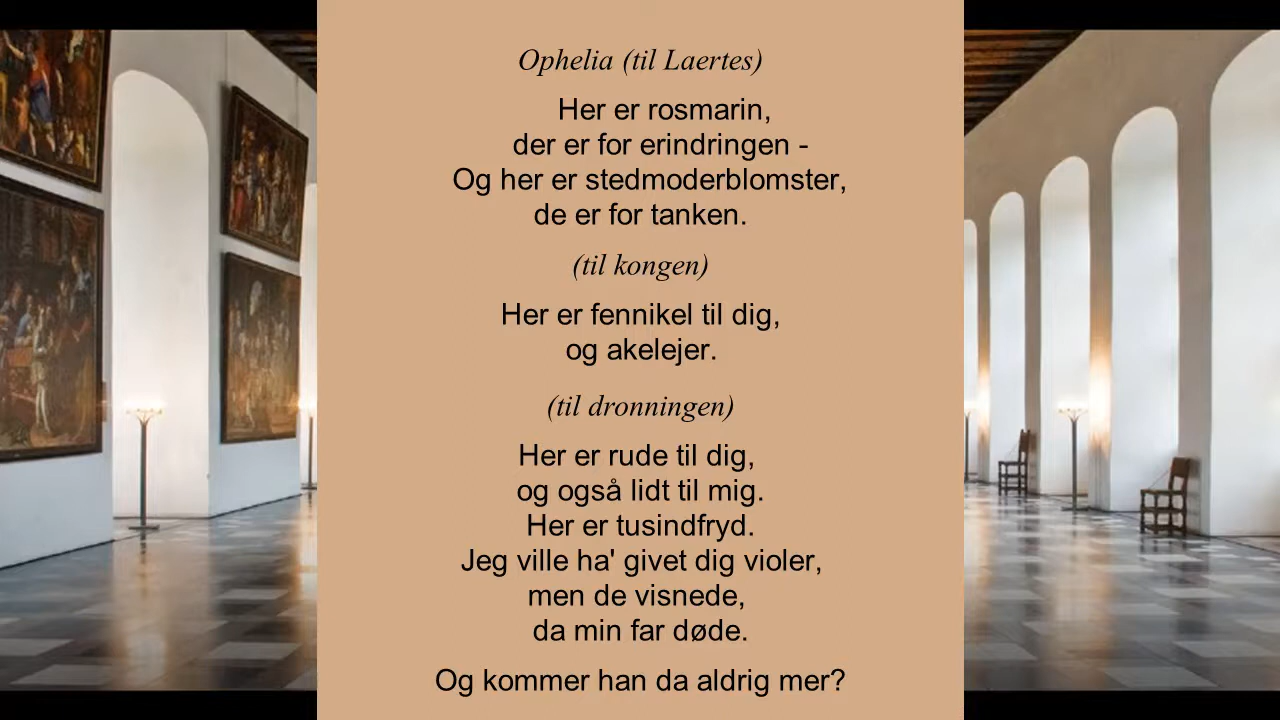 Ophelia (til Laertes)
Her er rosmarin,
der er for erindringen -
Og her er stedmoderblomster,
de er for tanken.
(til kongen)
Her er fennikel til dig,
og akelejer.
(til dronningen)
Her er rude til dig,
og også lidt til mig.
Her er tusindfryd.
Jeg ville ha' givet dig violer,
men de visnede,
da min far døde.
Og kommer han da aldrig mer?